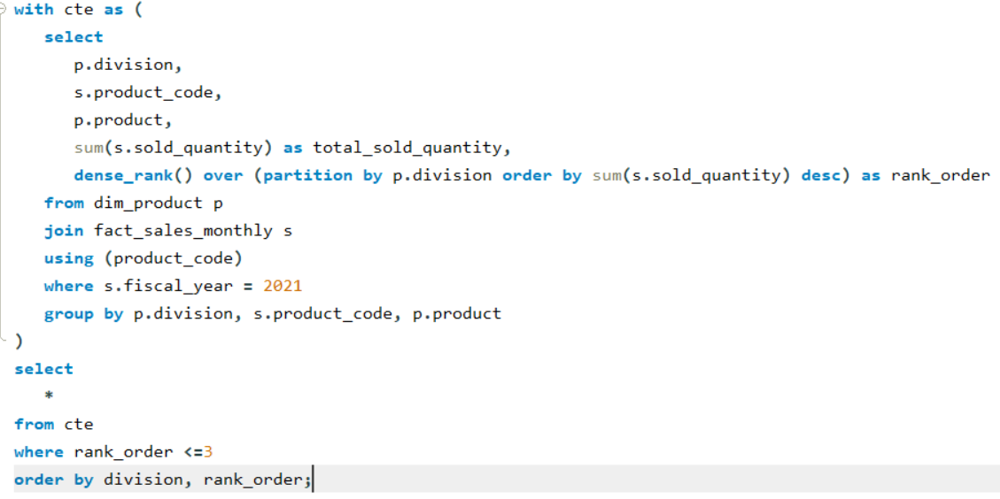 with cte as (
select
p.division,
s.product_code,
p.product,
sum(s.sold_quantity) as total_sold_quantity,
dense_rank() over (partition by p.division order by sum(s.sold_quantity) desc) as rank_order
from dim_product p
join fact_sales_monthly s
using (product_code)
where s.fiscal_year = 2021
group by p.division, s.product_code, p.product
)
select
*
from cte
where rank_order <=3
order by division, rank_order;